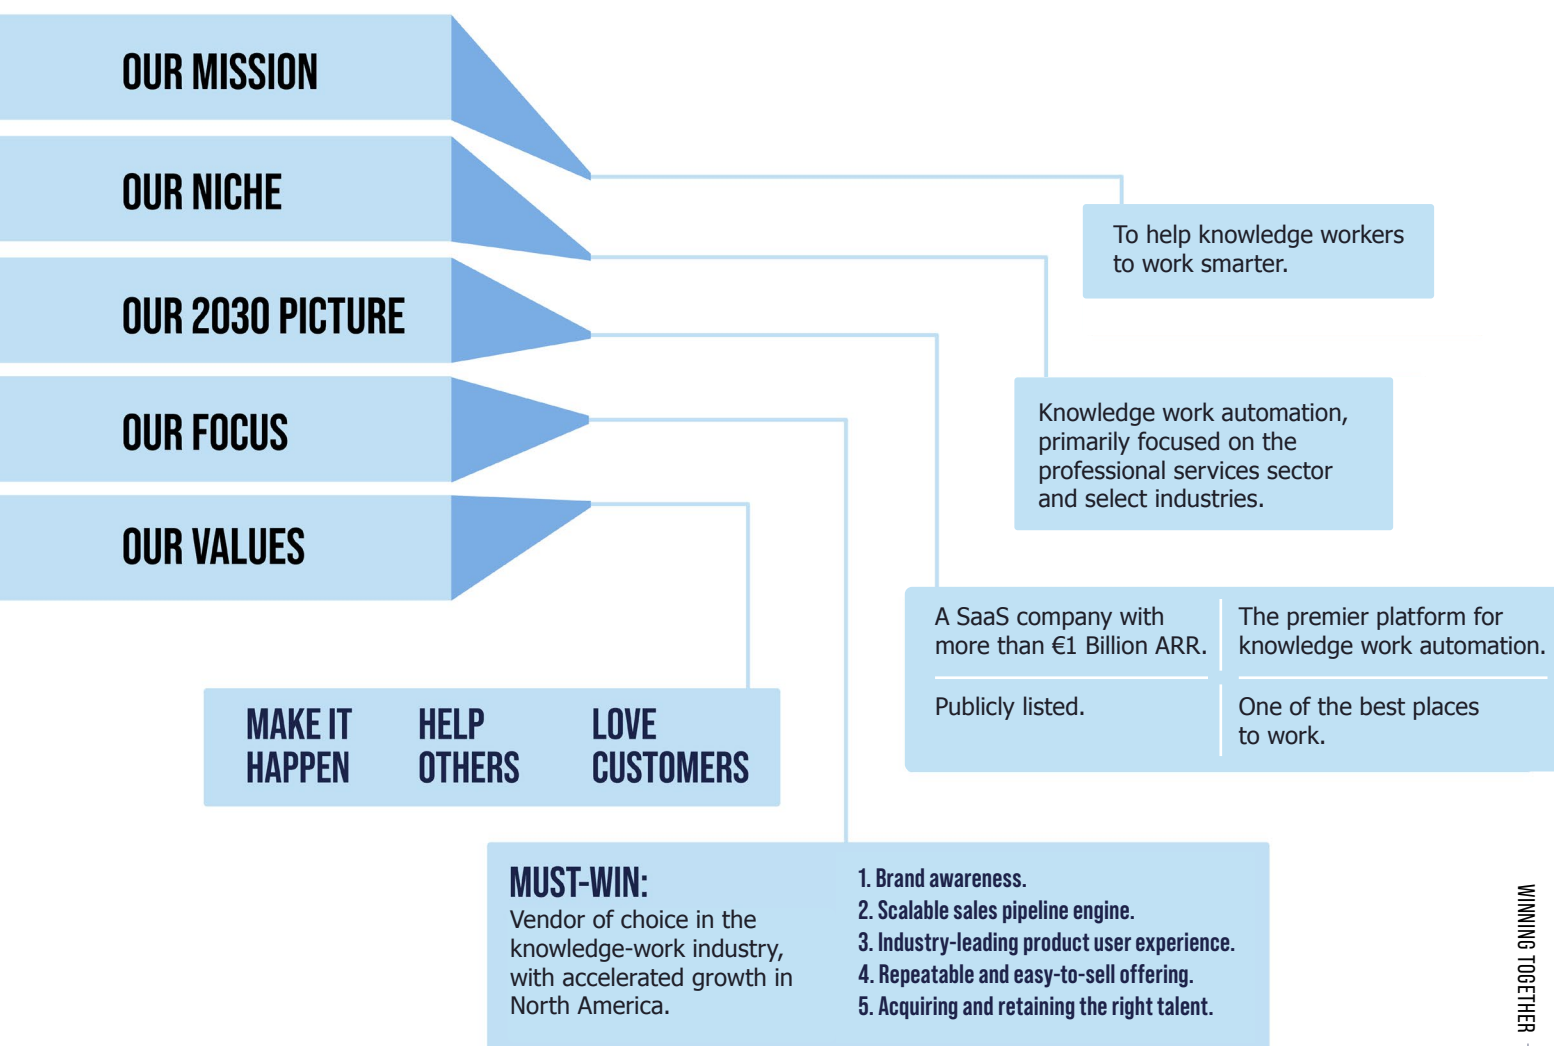 OUR MISSION
OUR NICHE
OUR 2030 PICTURE
OUR FOCUS
OUR VALUES
To help knowledge workers
to work smarter.
Knowledge work automation,
primarily focused on the
professional services sector
and select industries.
A SaaS company with
more than €1 Billion ARR.
The premier platform for
knowledge work automation.
Publicly listed.
One of the best places
to work.
MAKE IT
HAPPEN
HELP
OTHERS
LOVE
CUSTOMERS
MUST-WIN:
Vendor of choice in the
knowledge-work industry,
with accelerated growth in
North America.
1. Brand awareness.
2. Scalable sales pipeline engine.
3. Industry-leading product user experience.
4. Repeatable and easy-to-sell offering.
5. Acquiring and retaining the right talent.
WINNING TOGETHER